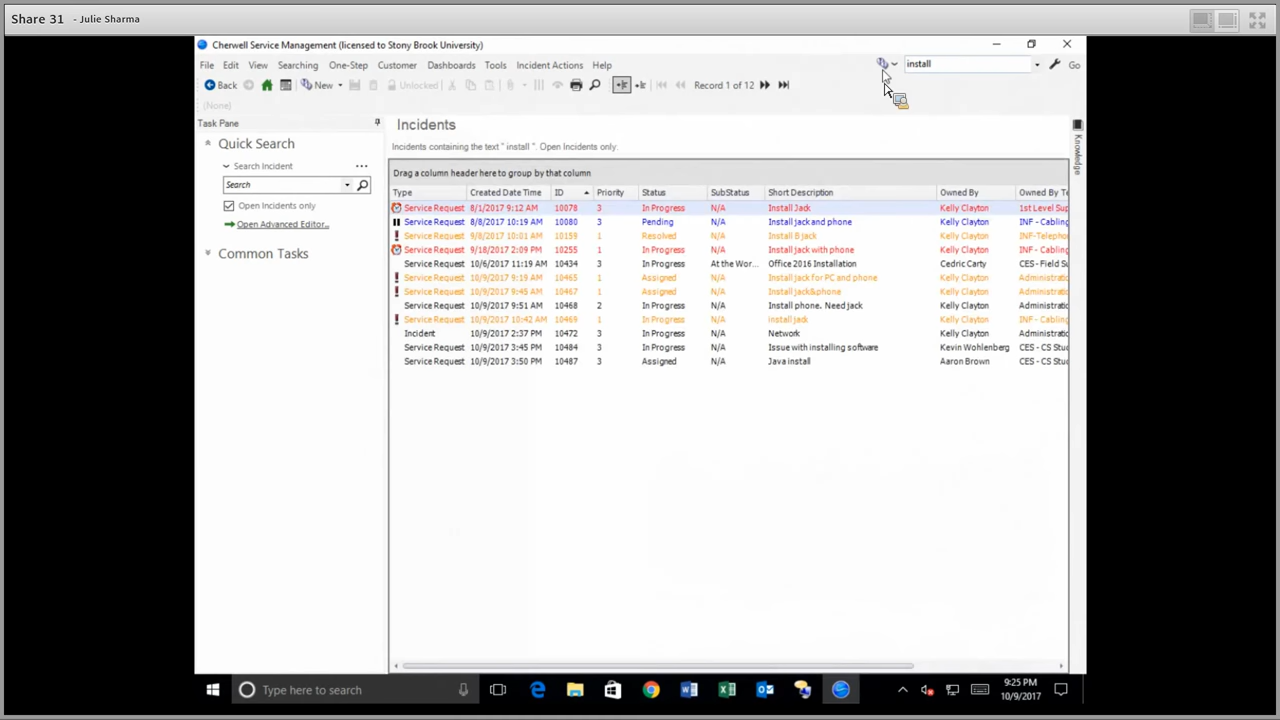 Share 31 - Julie Sharma
Cherwell Service Management (licensed to Stony Brook University)
File Edit View Searching One-Step Customer Dashboards Tools Incident Actions Help install Go
Back New Unlocked Record 1 of 12
(None)
Task Pane
Quick Search
Search Incident
Search
Open Incidents only
Open Advanced Editor...
Common Tasks
Incidents
Incidents containing the text " install ". Open Incidents only.
Drag a column header here to group by that column
Type Created Date Time ID Priority Status SubStatus Short Description Owned By Owned By Te
Service Request 8/1/2017 9:12 AM 10078 3 In Progress N/A Install Jack Kelly Clayton 1st Level Sup
Service Request 8/8/2017 10:19 AM 10080 3 Pending N/A Install jack and phone Kelly Clayton INF - Cabling
Service Request 9/8/2017 10:01 AM 10159 1 Resolved N/A Install B jack Kelly Clayton INF-Telepho
Service Request 9/18/2017 2:09 PM 10255 1 In Progress N/A Install jack with phone Kelly Clayton INF - Cabling
Service Request 10/6/2017 11:19 AM 10434 3 In Progress At the Wor... Office 2016 Installation Cedric Carty CES - Field Su
Service Request 10/9/2017 9:19 AM 10465 1 Assigned N/A Install jack for PC and phone Kelly Clayton Administratio
Service Request 10/9/2017 9:45 AM 10467 1 Assigned N/A Install jack&phone Kelly Clayton Administratio
Service Request 10/9/2017 9:51 AM 10468 2 In Progress N/A Install phone. Need jack Kelly Clayton Administratio
Service Request 10/9/2017 10:42 AM 10469 1 In Progress N/A install jack Kelly Clayton INF - Cabling
Incident 10/9/2017 2:37 PM 10472 3 In Progress N/A Network Kelly Clayton Administratio
Service Request 10/9/2017 3:45 PM 10484 3 In Progress N/A Issue with installing software Kevin Wohlenberg CES - CS Stu
Service Request 10/9/2017 3:50 PM 10487 3 Assigned N/A Java install Aaron Brown CES - CS Stu
Knowledge
Type here to search
9:25 PM
10/9/2017